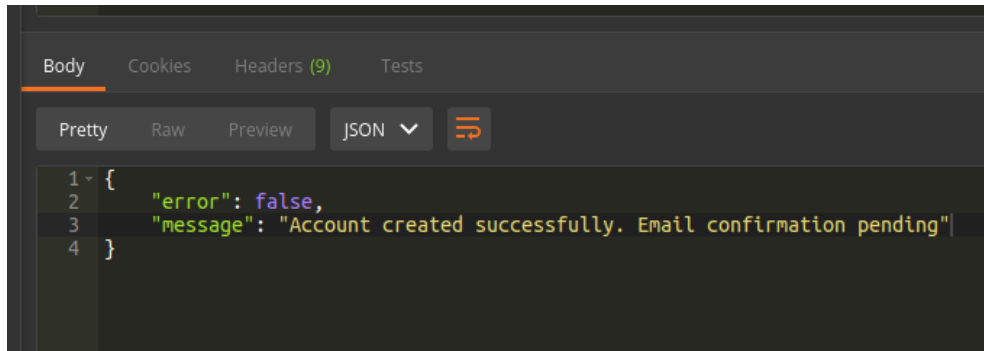 Body Cookies Headers (9) Tests
Pretty Raw Preview JSON
1 {
2 "error": false,
3 "message": "Account created successfully. Email confirmation pending"
4 }